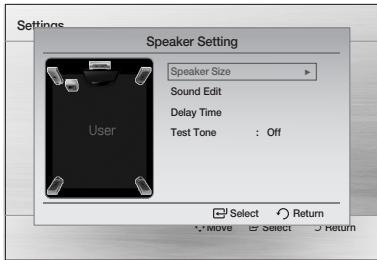 Settings
Speaker Setting
User
Speaker Size ►
Sound Edit
Delay Time
Test Tone : Off
Select Return
Move Select Return